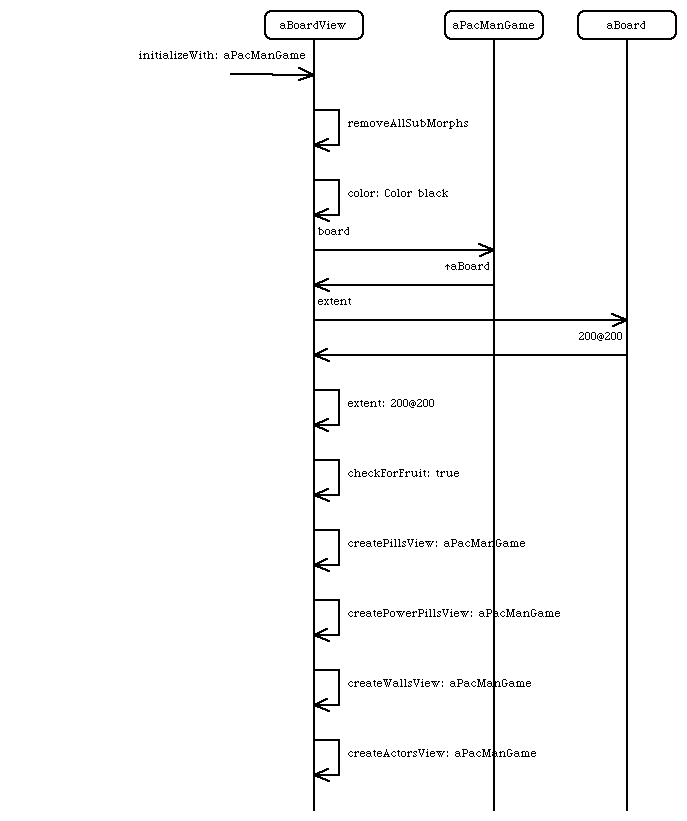 aBoardView
aPacManGame
aBoard
initializeWith: aPacManGame
removeAllSubMorphs
color: Color black
board
↑aBoard
extent
200@200
extent: 200@200
checkForFruit: true
createPillsView: aPacManGame
createPowerPillsView: aPacManGame
createWallsView: aPacManGame
createActorsView: aPacManGame